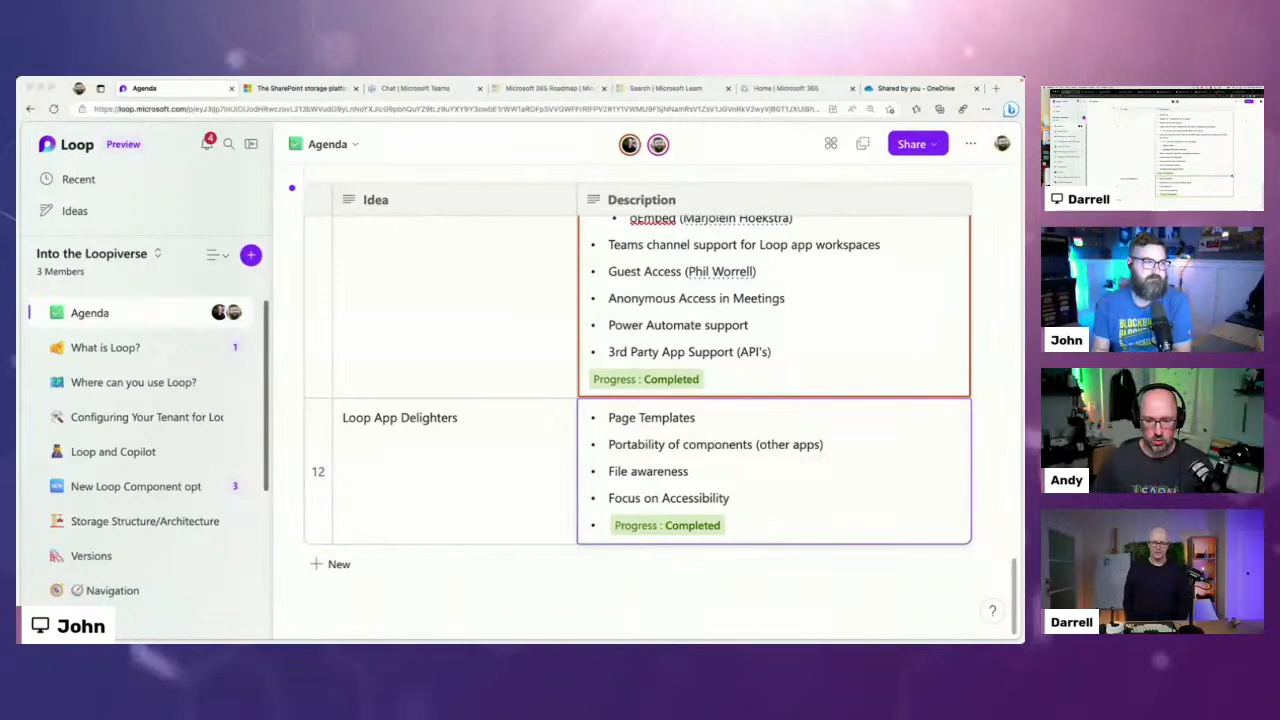 Agenda
The SharePoint storage platfo
Chat | Microsoft Teams
Microsoft 365 Roadmap | Mic
Search | Microsoft Learn
Home | Microsoft 365
Shared by you - OneDrive
Loop Preview
4
Recent
Ideas
Into the Loopiverse
3 Members
Agenda
What is Loop? 1
Where can you use Loop?
Configuring Your Tenant for Loo
Loop and Copilot
New Loop Component opt 3
Storage Structure/Architecture
Versions
Navigation
Agenda
Share
Idea
Description
oEmbed (Marjolein Hoekstra)
• Teams channel support for Loop app workspaces
• Guest Access (Phil Worrell)
• Anonymous Access in Meetings
• Power Automate support
• 3rd Party App Support (API's)
Progress : Completed
12
Loop App Delighters
• Page Templates
• Portability of components (other apps)
• File awareness
• Focus on Accessibility
• Progress : Completed
+ New
?
John
Darrell
John
Andy
Darrell